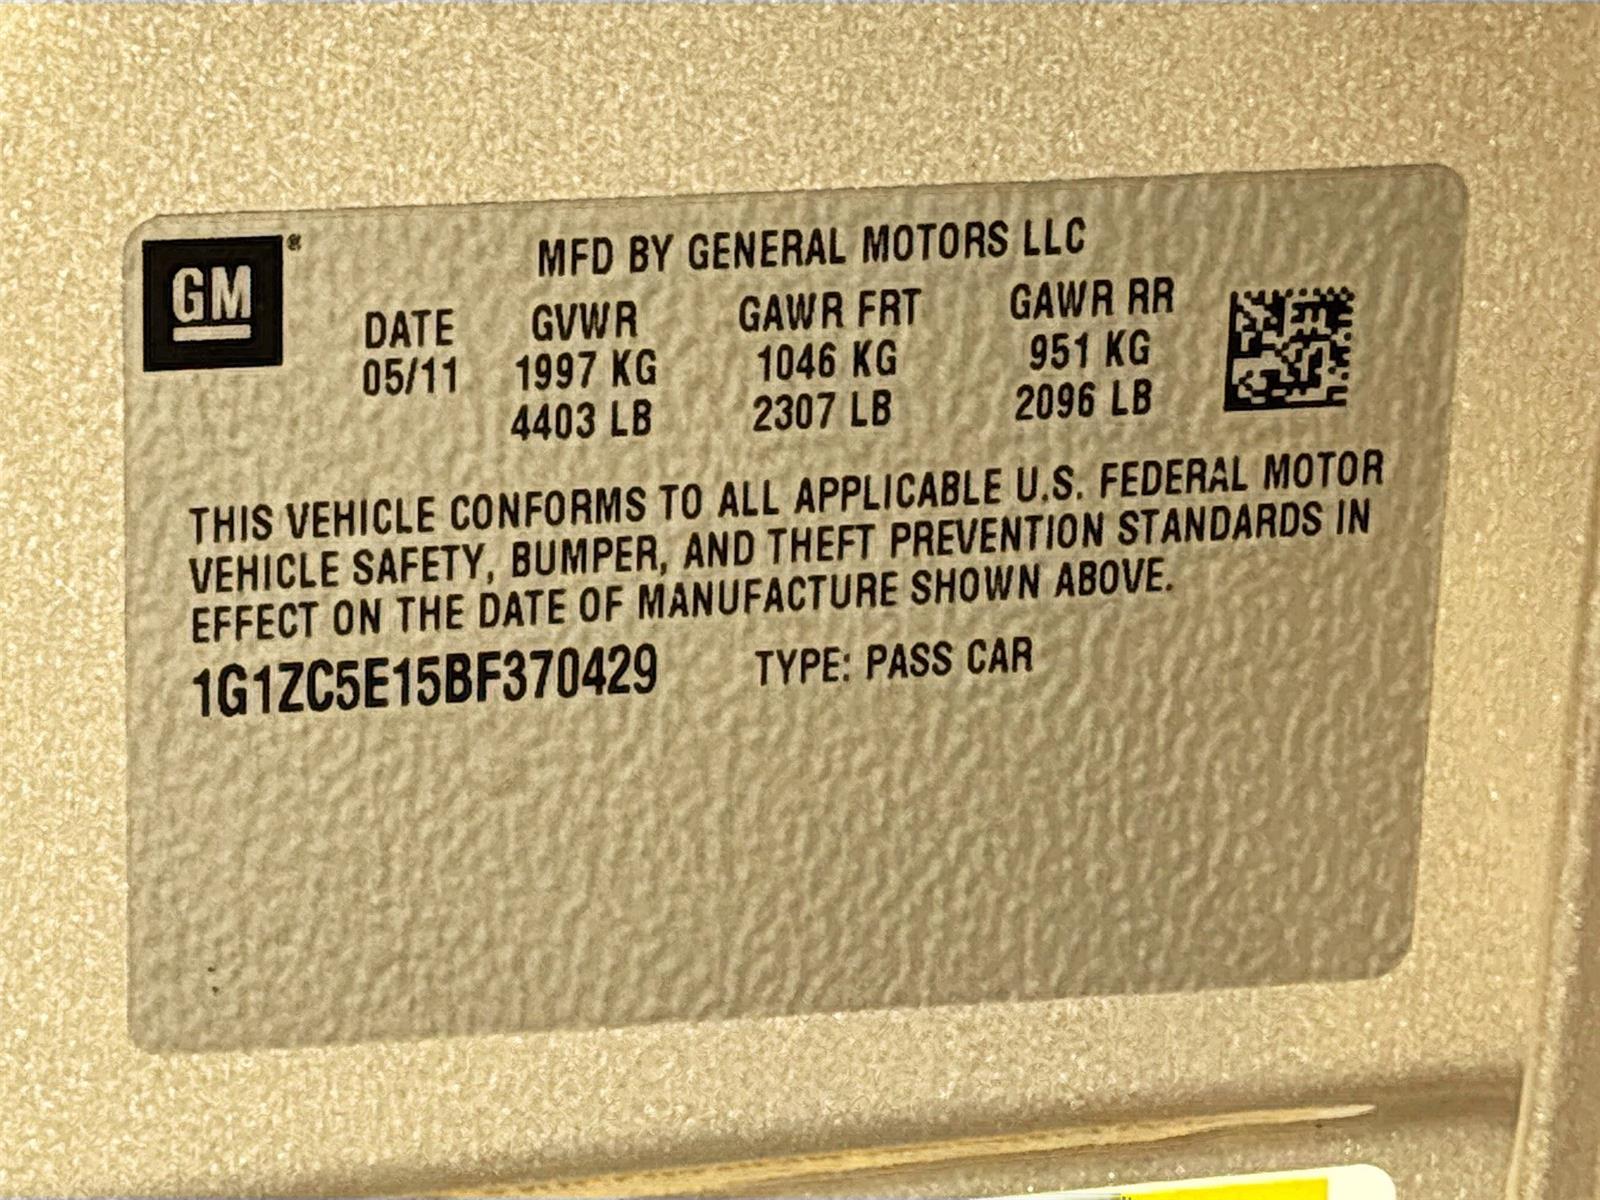 GM®
MFD BY GENERAL MOTORS LLC
DATE GVWR GAWR FRT GAWR RR
05/11 1997 KG 1046 KG 951 KG
4403 LB 2307 LB 2096 LB
THIS VEHICLE CONFORMS TO ALL APPLICABLE U.S. FEDERAL MOTOR
VEHICLE SAFETY, BUMPER, AND THEFT PREVENTION STANDARDS IN
EFFECT ON THE DATE OF MANUFACTURE SHOWN ABOVE.
1G1ZC5E15BF370429 TYPE: PASS CAR